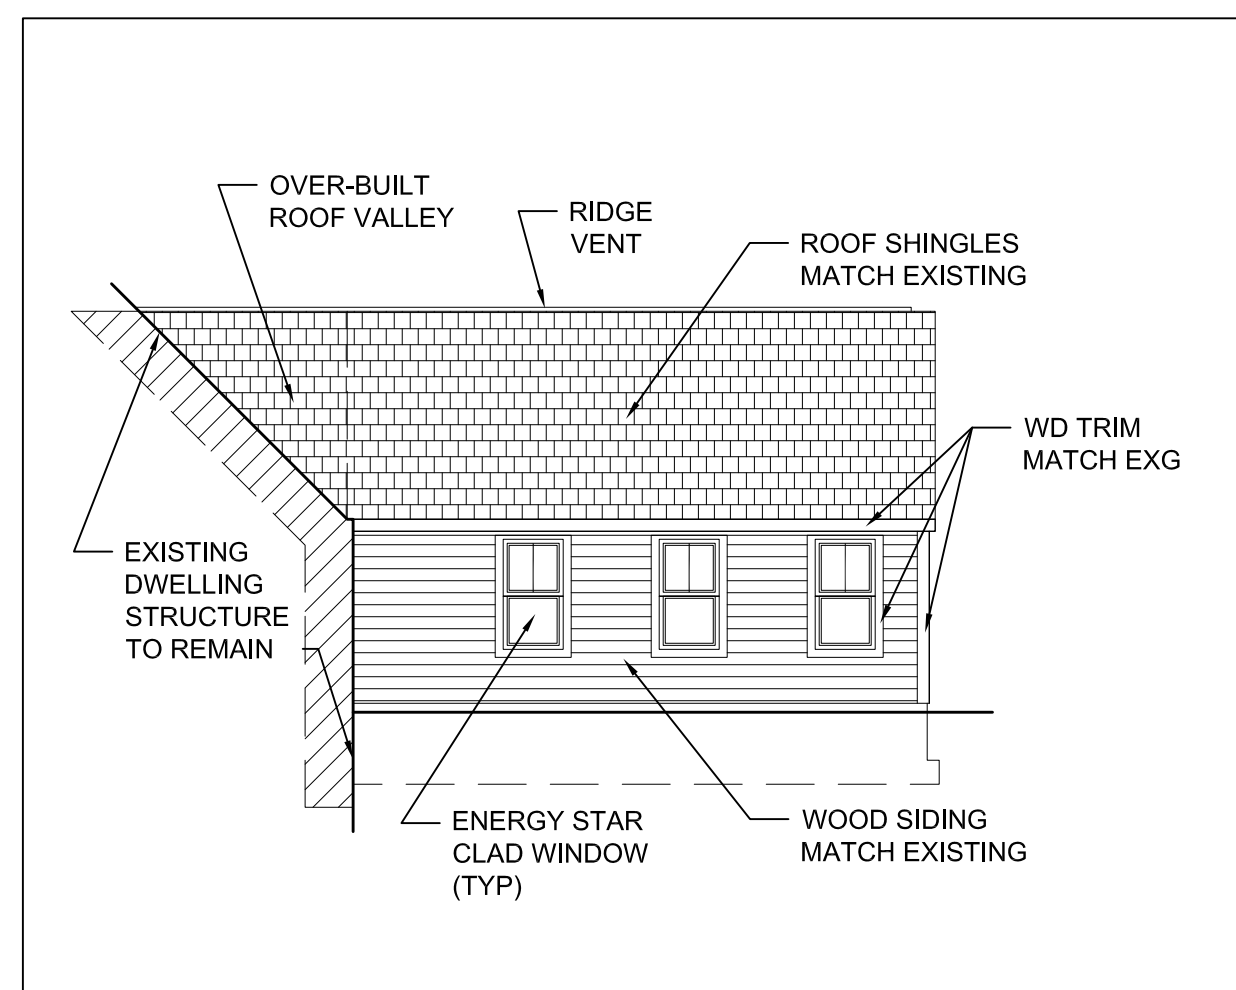 OVER-BUILT
ROOF VALLEY
RIDGE
VENT
ROOF SHINGLES
MATCH EXISTING
WD TRIM
MATCH EXG
EXISTING
DWELLING
STRUCTURE
TO REMAIN
ENERGY STAR
CLAD WINDOW
(TYP)
WOOD SIDING
MATCH EXISTING